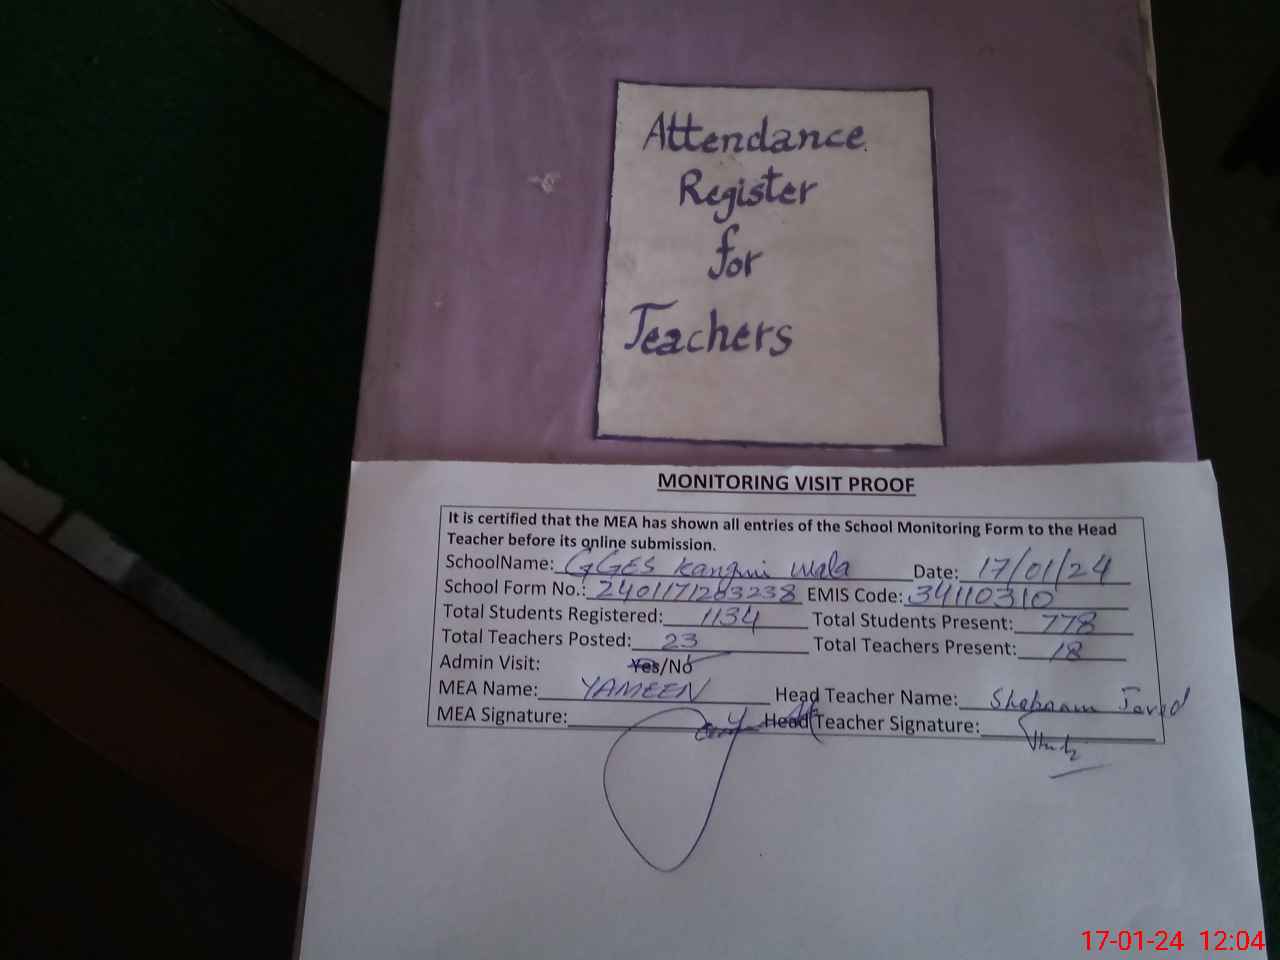 Attendance
Register
for
Teachers
MONITORING VISIT PROOF
It is certified that the MEA has shown all entries of the School Monitoring Form to the Head
Teacher before its online submission.
SchoolName: GGES Kangni wala Date: 17/01/24
School Form No.: 2401171203238 EMIS Code: 34110310
Total Students Registered: 1134 Total Students Present: 778
Total Teachers Posted: 23 Total Teachers Present: 18
Admin Visit: Yes/No
MEA Name: YAMEEN Head Teacher Name: Javed
MEA Signature: Head Teacher Signature:
17-01-24 12:04